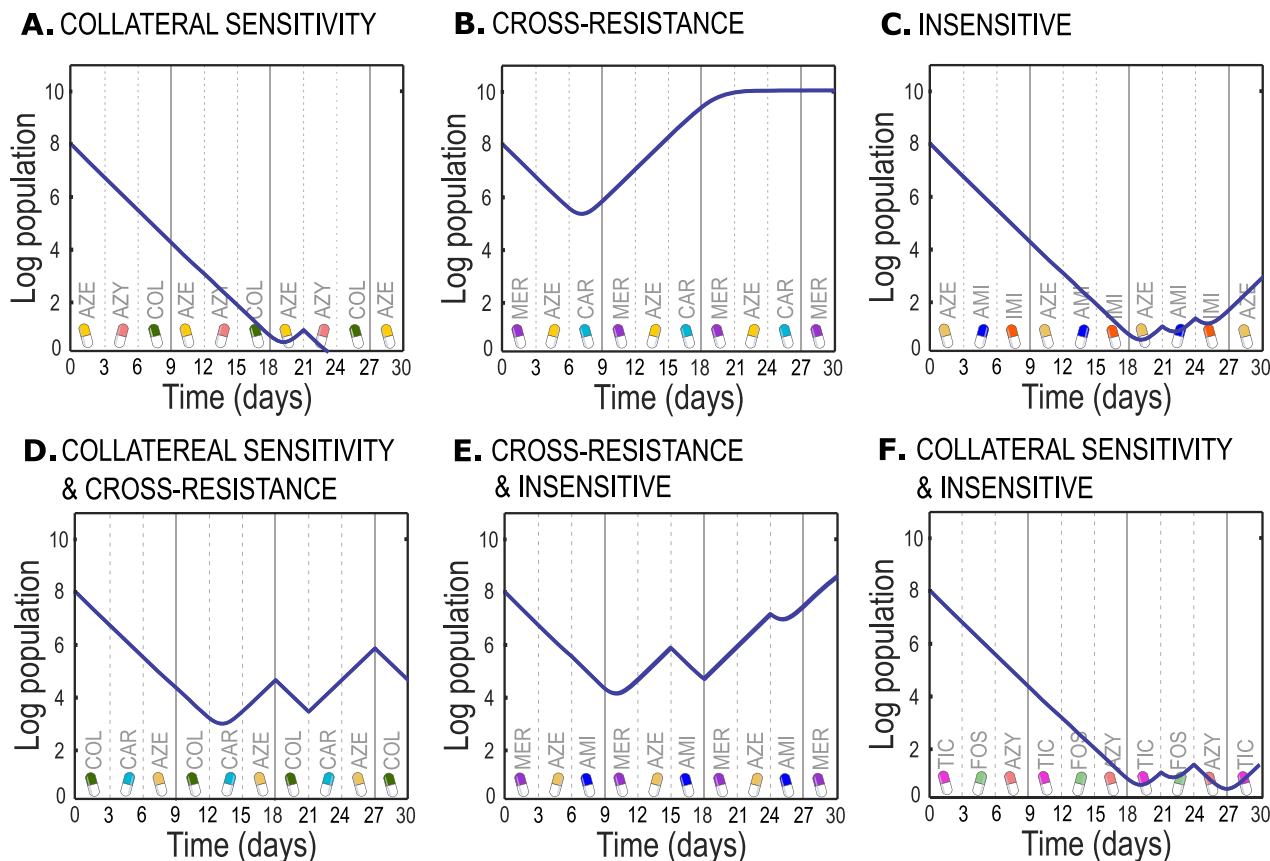 A. COLLATERAL SENSITIVITY
Log population
10
8
6
4
2
0
AZE AZY COL AZE AZY COL AZE AZY COL AZE
0 3 6 9 12 15 18 21 24 27 30
Time (days)
B. CROSS-RESISTANCE
Log population
10
8
6
4
2
0
MER AZE CAR MER AZE CAR MER AZE CAR MER
0 3 6 9 12 15 18 21 24 27 30
Time (days)
C. INSENSITIVE
Log population
10
8
6
4
2
0
AZE AMI IMI AZE AMI IMI AZE AMI IMI AZE
0 3 6 9 12 15 18 21 24 27 30
Time (days)
D. COLLATEREAL SENSITIVITY
& CROSS-RESISTANCE
Log population
10
8
6
4
2
0
COL CAR AZE COL CAR AZE COL CAR AZE COL
0 3 6 9 12 15 18 21 24 27 30
Time (days)
E. CROSS-RESISTANCE
& INSENSITIVE
Log population
10
8
6
4
2
0
MER AZE AMI MER AZE AMI MER AZE AMI MER
0 3 6 9 12 15 18 21 24 27 30
Time (days)
F. COLLATERAL SENSITIVITY
& INSENSITIVE
Log population
10
8
6
4
2
0
TIC FOS AZY TIC FOS AZY TIC FOS AZY TIC
0 3 6 9 12 15 18 21 24 27 30
Time (days)